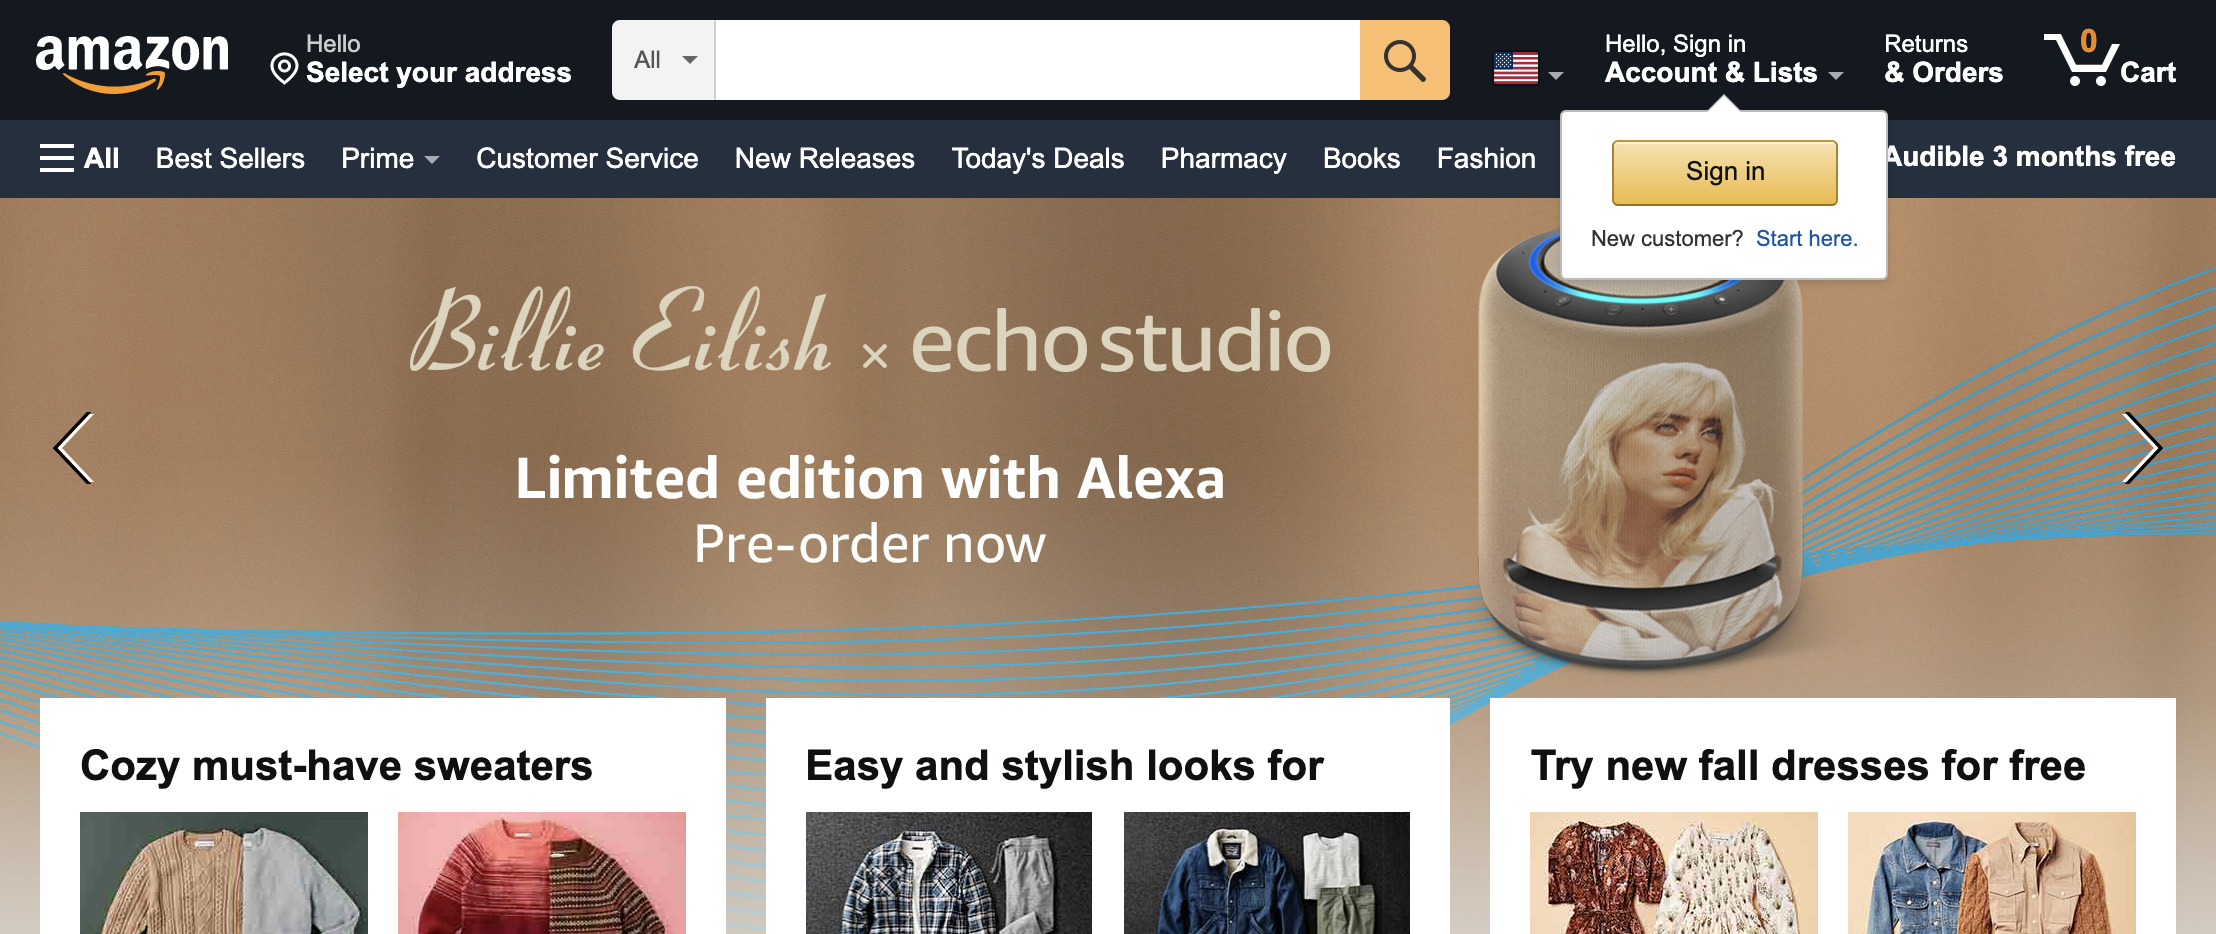 amazon
Hello
Select your address
All
Hello, Sign in
Account & Lists
Returns
& Orders
0
Cart
All
Best Sellers
Prime
Customer Service
New Releases
Today's Deals
Pharmacy
Books
Fashion
Audible 3 months free
Sign in
New customer? Start here.
Billie Eilish × echo studio
Limited edition with Alexa
Pre-order now
Cozy must-have sweaters
Easy and stylish looks for
Try new fall dresses for free